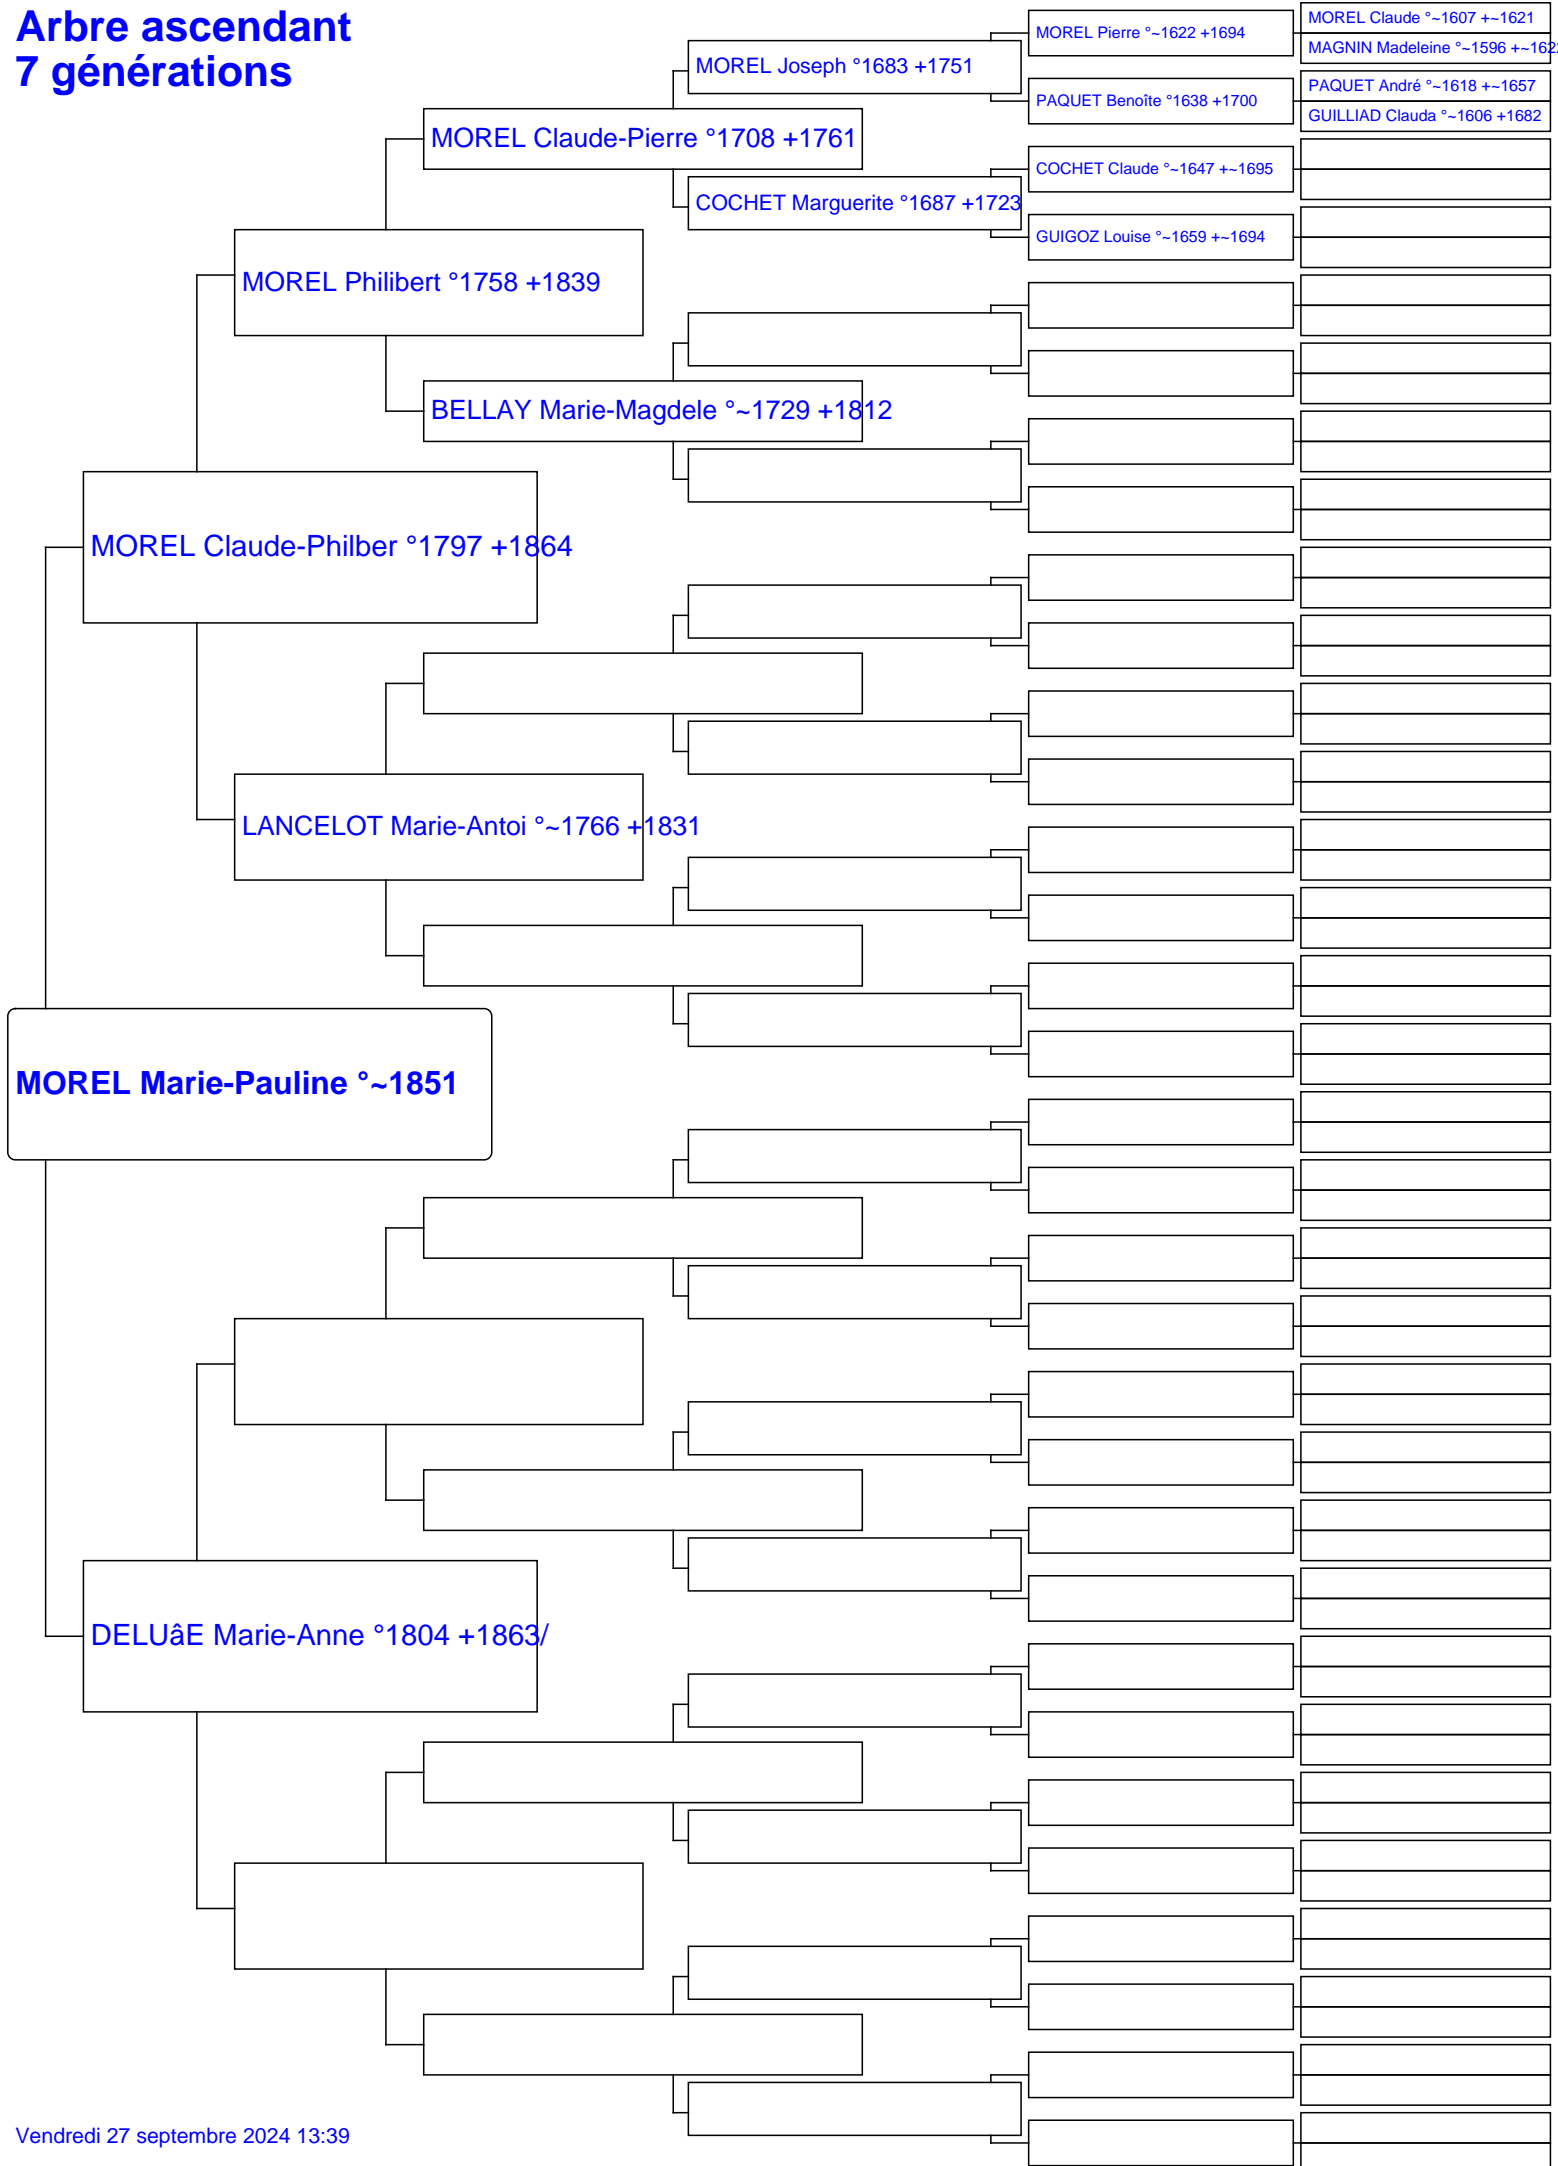 Arbre ascendant
7 générations
MOREL Claude °~1607 +~1621
MOREL Pierre °~1622 +1694
MAGNIN Madeleine °~1596 +~162
MOREL Joseph °1683 +1751
PAQUET André °~1618 +~1657
PAQUET Benoîte °1638 +1700
GUILLIAD Clauda °~1606 +1682
MOREL Claude-Pierre °1708 +1761
COCHET Claude °~1647 +~1695
COCHET Marguerite °1687 +1723
GUIGOZ Louise °~1659 +~1694
MOREL Philibert °1758 +1839
BELLAY Marie-Magdele °~1729 +1812
MOREL Claude-Philber °1797 +1864
LANCELOT Marie-Antoi °~1766 +1831
MOREL Marie-Pauline °~1851
DELUâE Marie-Anne °1804 +1863/
Vendredi 27 septembre 2024 13:39